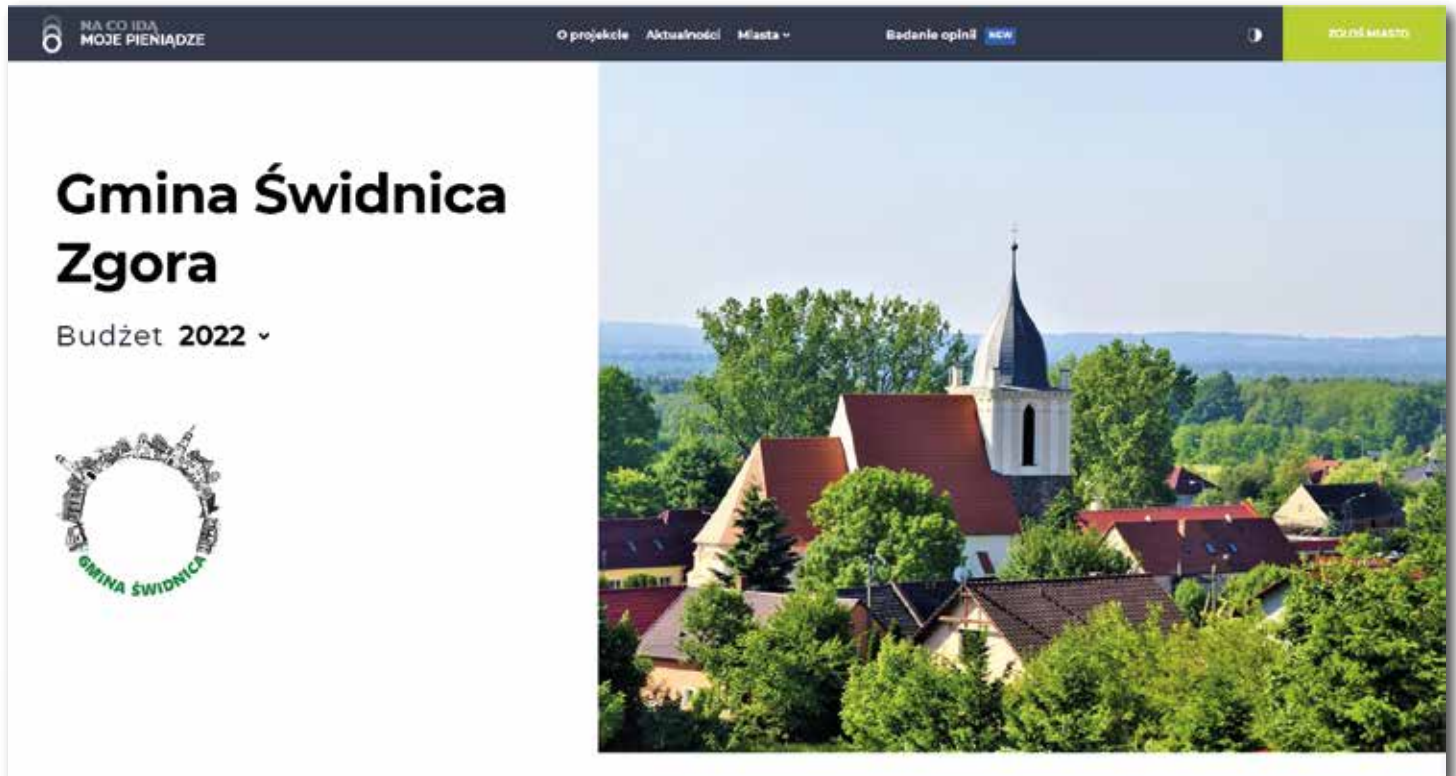 NA CO IDĄ
MOJE PIENIĄDZE
O projekcie Aktualności Miasta Badanie opinii NEW
ZGŁOŚ MIASTO
Gmina Świdnica
Zgora
Budżet 2022
GMINA ŚWIDNICA